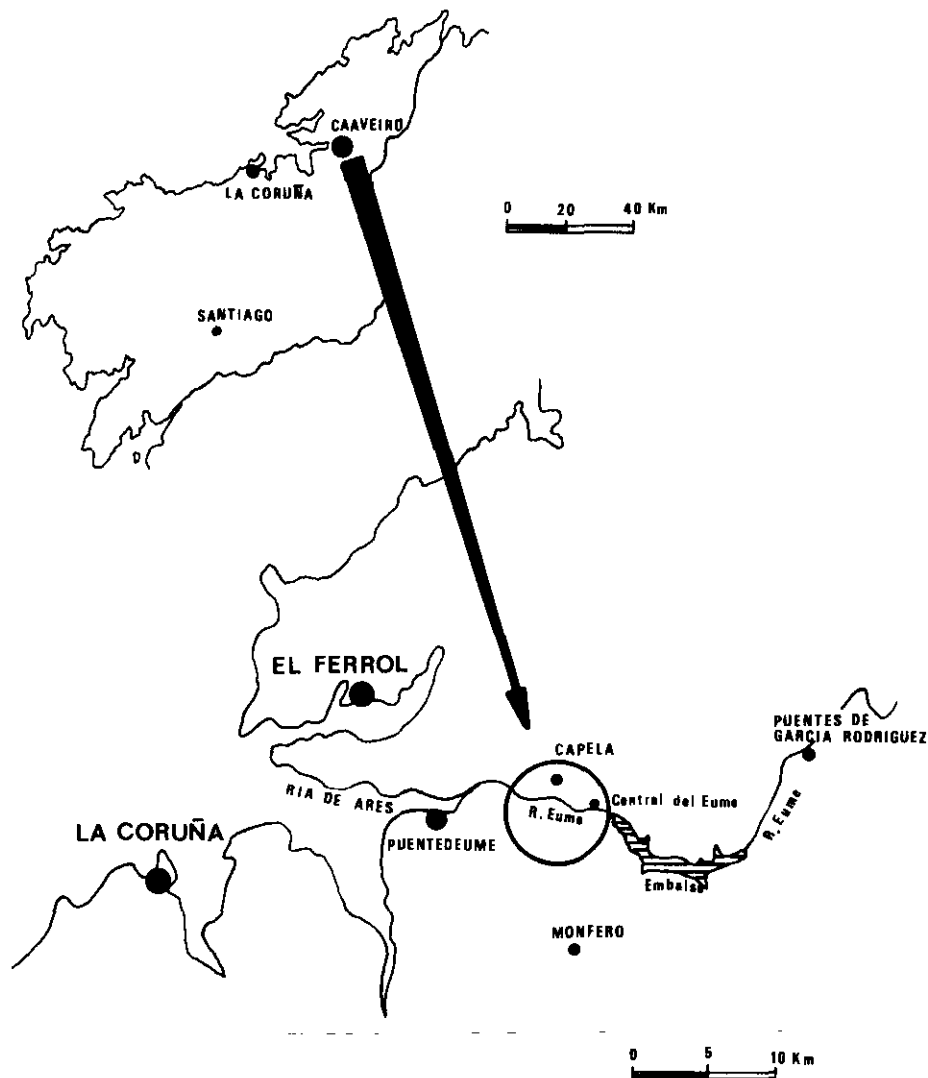 CAAVEIRO
LA CORUÑA
0 20 40 Km
SANTIAGO
EL FERROL
PUENTES DE
GARCIA RODRIGUEZ
CAPELA
RIA DE ARES
R. Eume
Central del Eume
R. Eume
PUENTEDEUME
LA CORUÑA
Embalse
MONFERO
0 5 10 Km